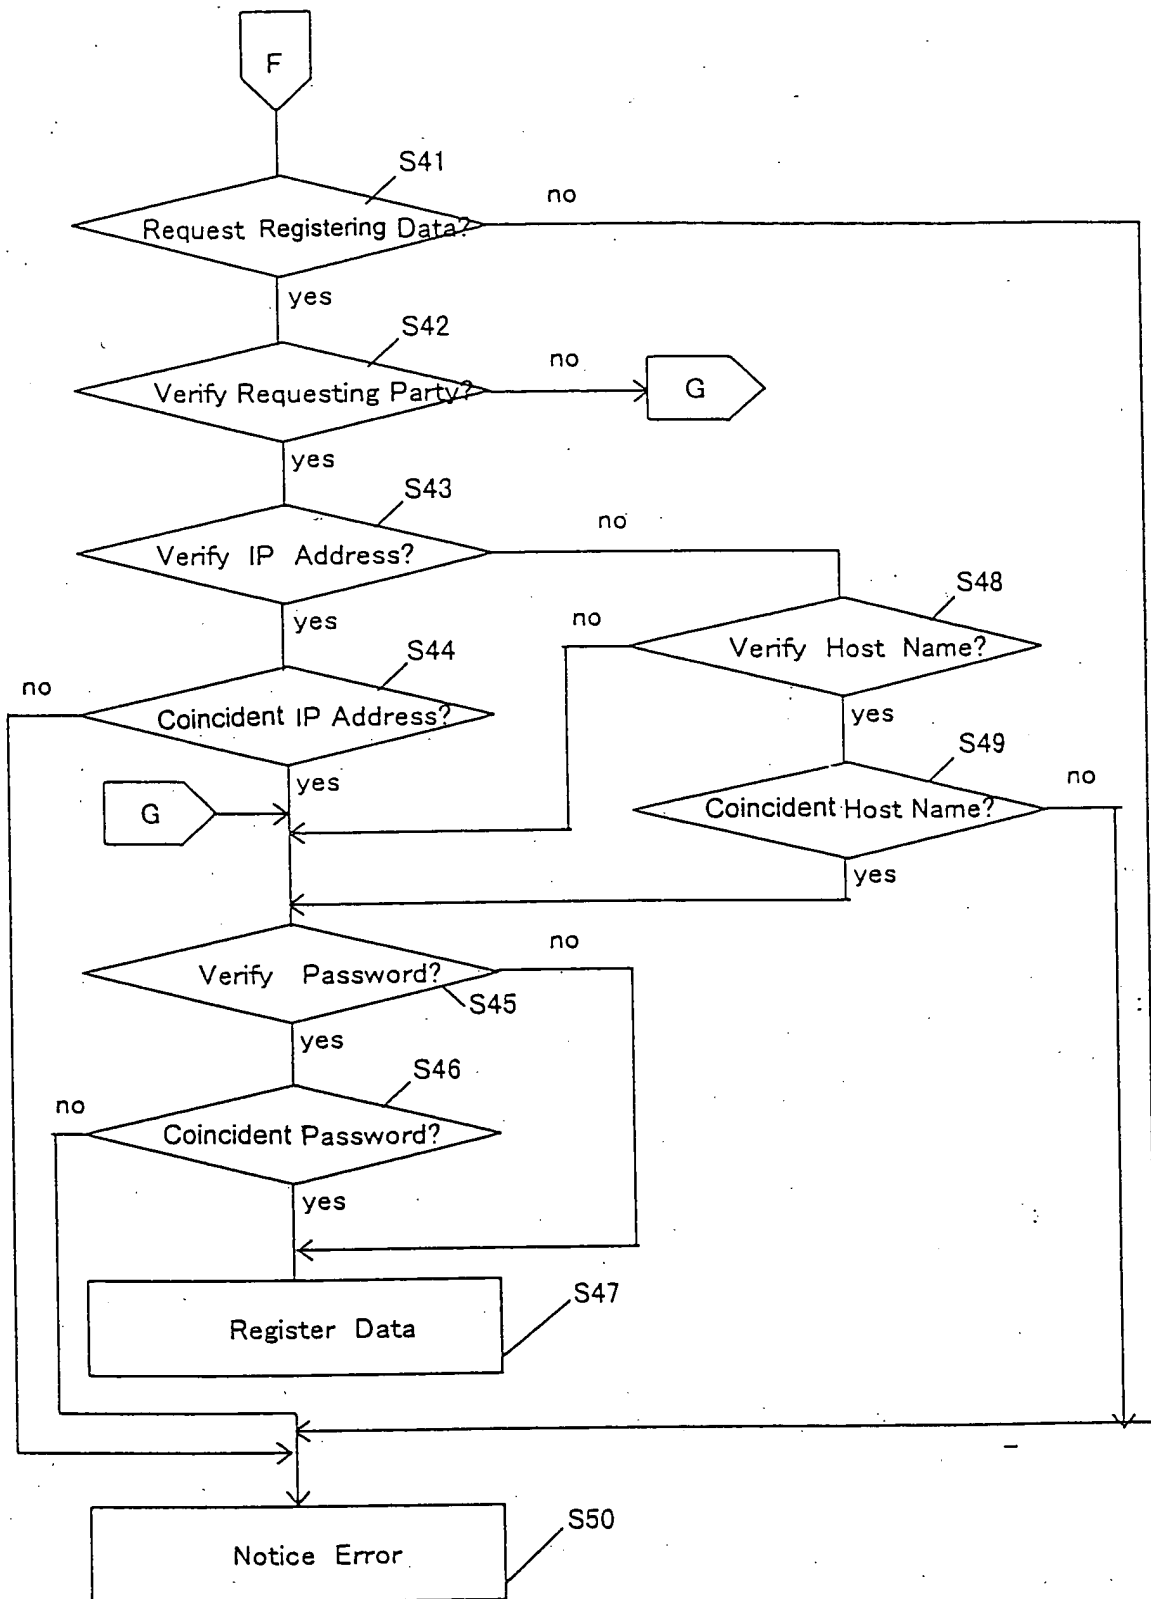 F
S41
no
Request Registering Data?
yes
S42
no
Verify Requesting Party?
G
yes
S43
no
Verify IP Address?
yes
S48
no
Verify Host Name?
S44
no
Coincident IP Address?
yes
S49
yes
no
G
Coincident Host Name?
yes
no
Verify Password?
S45
yes
S46
no
Coincident Password?
yes
S47
Register Data
S50
Notice Error